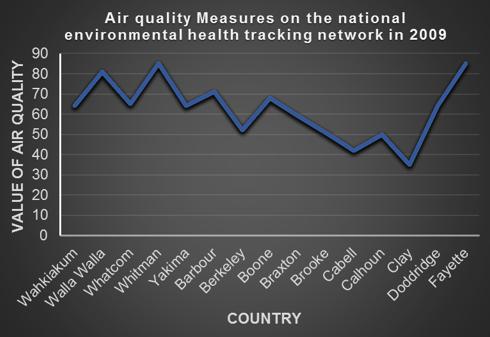 Air quality Measures on the national
environmental health tracking network in 2009
VALUE OF AIR QUALITY
90
80
70
60
50
40
30
20
10
0
Wahkiakum
Walla Walla
Whatcom
Whitman
Yakima
Barbour
Berkeley
Boone
Braxton
Brooke
Cabell
Calhoun
Clay
Doddridge
Fayette
COUNTRY